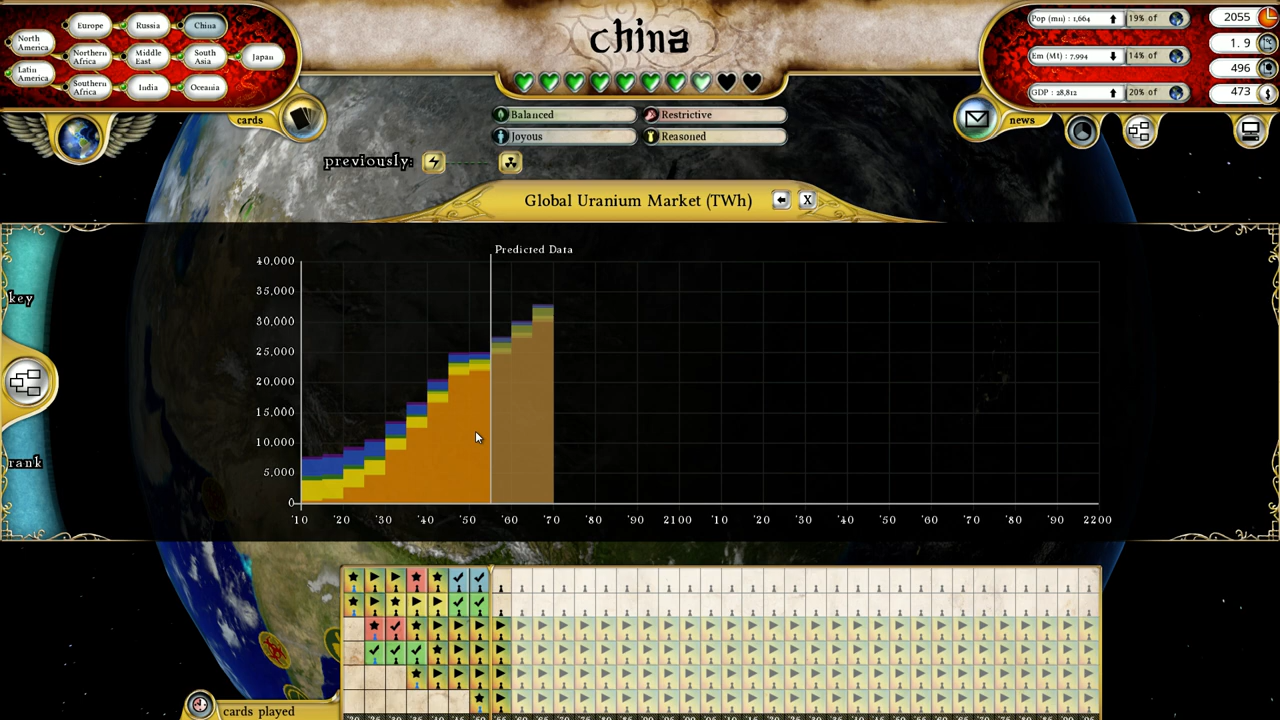 North America
Latin America
Europe
Russia
China
Northern Africa
Middle East
South Asia
Japan
Southern Africa
India
Oceania
cards
china
Balanced
Restrictive
Joyous
Reasoned
previously:
Pop (mn) : 1,664
19% of
2055
Em (Mt) : 7,994
14% of
1. 9
496
GDP : 28,812
20% of
473
news
Global Uranium Market (TWh)
X
Predicted Data
key
rank
40,000
35,000
30,000
25,000
20,000
15,000
10,000
5,000
0
'10 '20 '30 '40 '50 '60 '70 '80 '90 2100 '10 '20 '30 '40 '50 '60 '70 '80 '90 2200
cards played